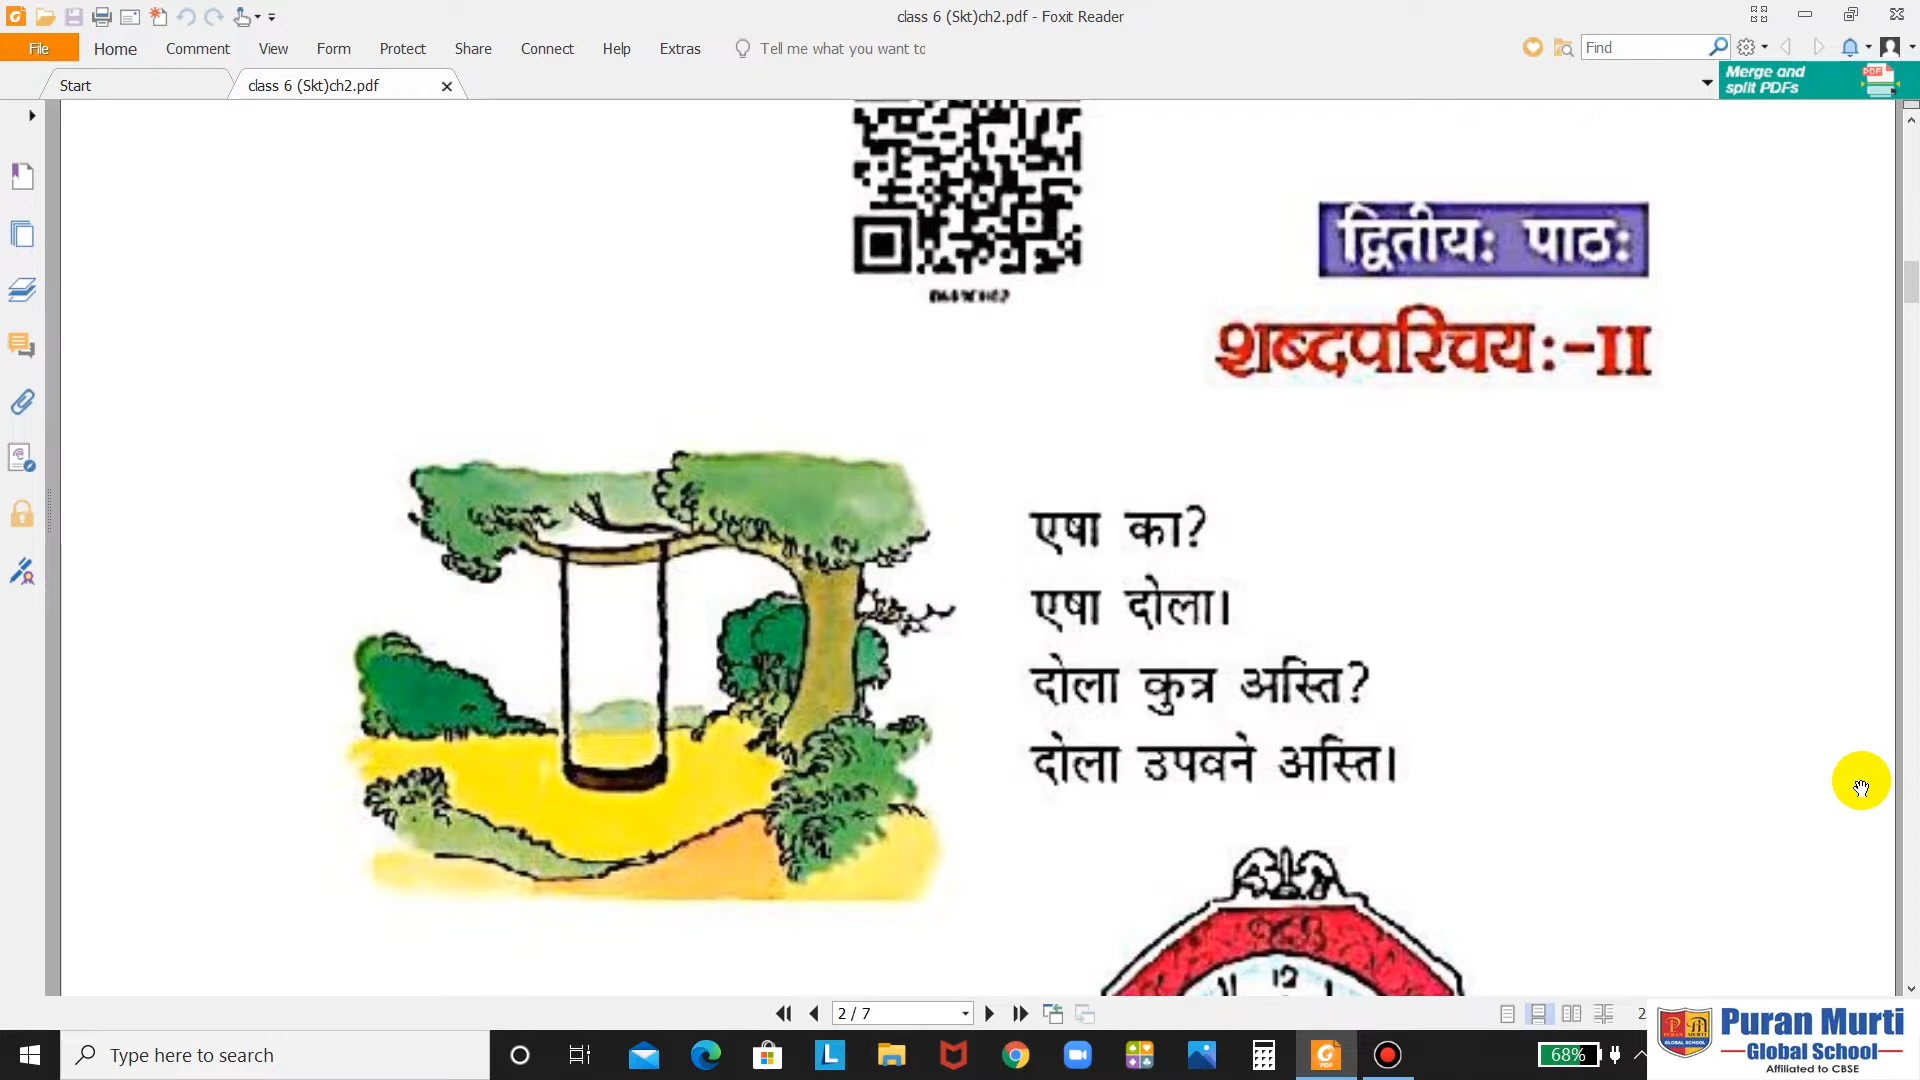 class 6 (Skt)ch2.pdf - Foxit Reader
File Home Comment View Form Protect Share Connect Help Extras Tell me what you want to Find
Start class 6 (Skt)ch2.pdf
Merge and
split PDFs
PDF
द्वितीयः पाठः
शब्दपरिचयः-II
एषा का?
एषा दोला।
दोला कुत्र अस्ति?
दोला उपवने अस्ति।
12
2 / 7
2
Type here to search
68%
Puran Murti
Global School
Affiliated to CBSE